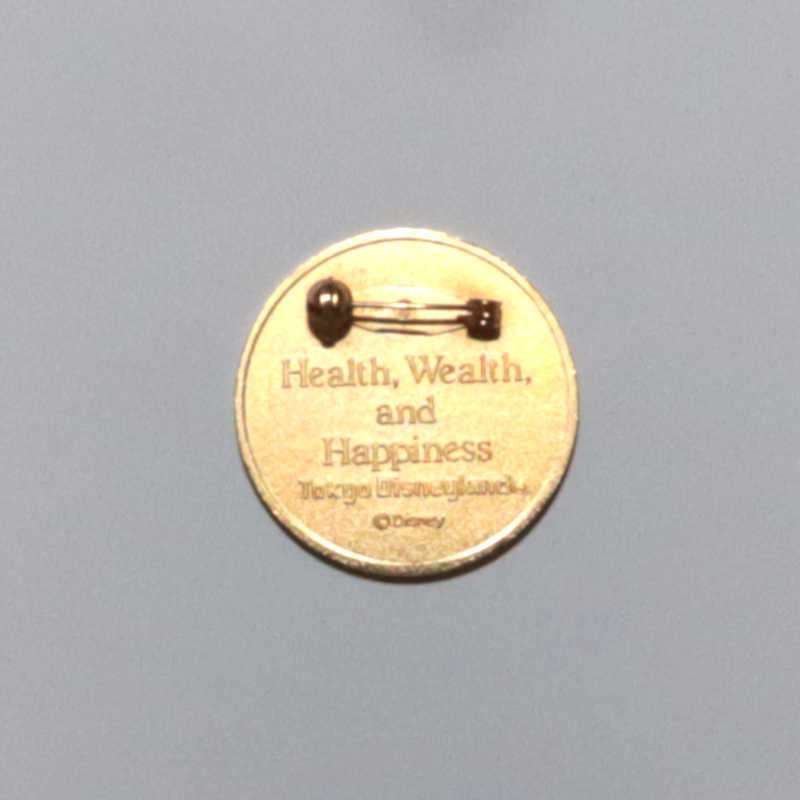 Health, Wealth,
and
Happiness
Tokyo Disneyland
©Disney